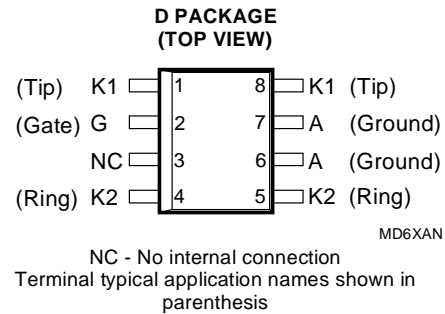 D PACKAGE
(TOP VIEW)
(Tip) K1 1 8 K1 (Tip)
(Gate) G 2 7 A (Ground)
NC 3 6 A (Ground)
(Ring) K2 4 5 K2 (Ring)
MD6XAN
NC - No internal connection
Terminal typical application names shown in
parenthesis